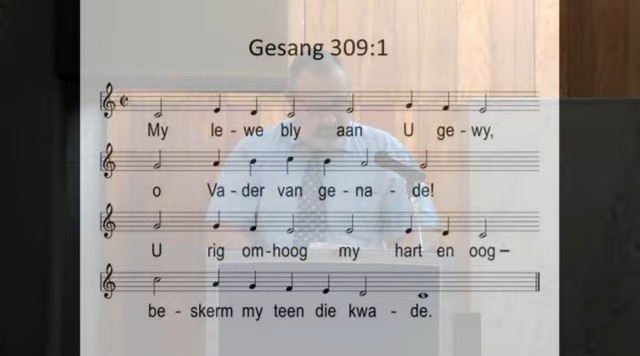 Gesang 309:1
My le - we bly aan U ge - wy,
o Va - der van ge - na - de!
U rig om - hoog my hart en oog –
be - skerm my teen die kwa - de.